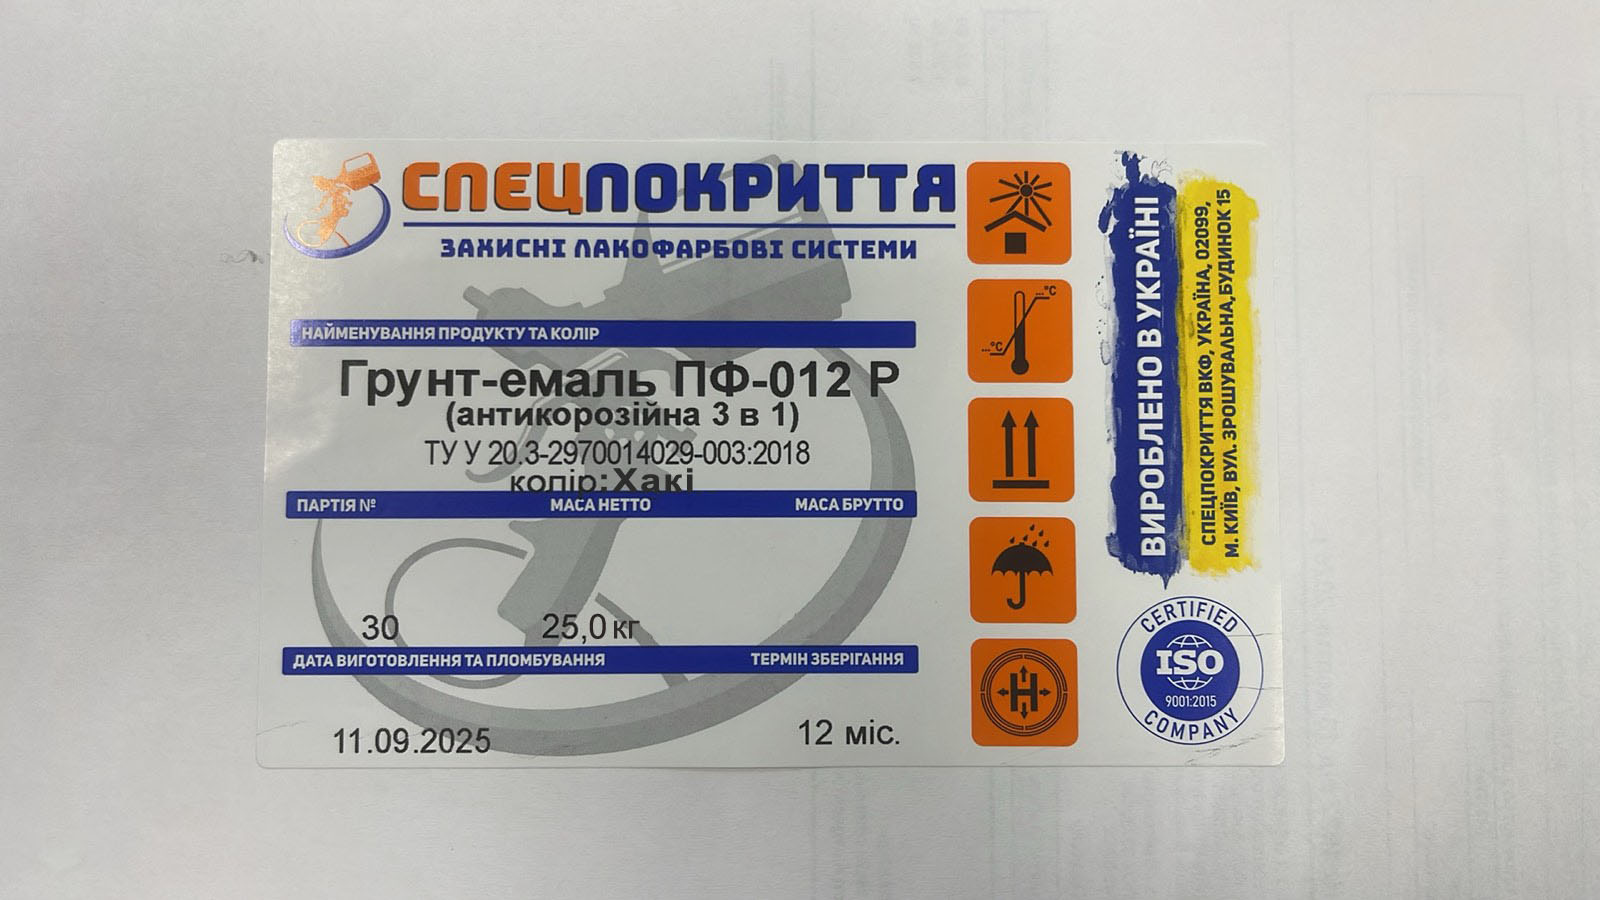 СПЕЦПОКРИТТЯ
ЗАХИСНІ ЛАКОФАРБОВІ СИСТЕМИ
НАЙМЕНУВАННЯ ПРОДУКТУ ТА КОЛІР
Грунт-емаль ПФ-012 Р
(антикорозійна 3 в 1)
ТУ У 20.3-2970014029-003:2018
колір:Хакі
ПАРТІЯ № МАСА НЕТТО МАСА БРУТТО
30 25,0 кг
ДАТА ВИГОТОВЛЕННЯ ТА ПЛОМБУВАННЯ ТЕРМІН ЗБЕРІГАННЯ
11.09.2025 12 міс.
...°C
...°C
H
ВИРОБЛЕНО В УКРАЇНІ
СПЕЦПОКРИТТЯ ВКФ, УКРАЇНА, 02099,
М. КИЇВ, ВУЛ. ЗРОШУВАЛЬНА,БУДИНОК 15
CERTIFIED
ISO
9001:2015
COMPANY